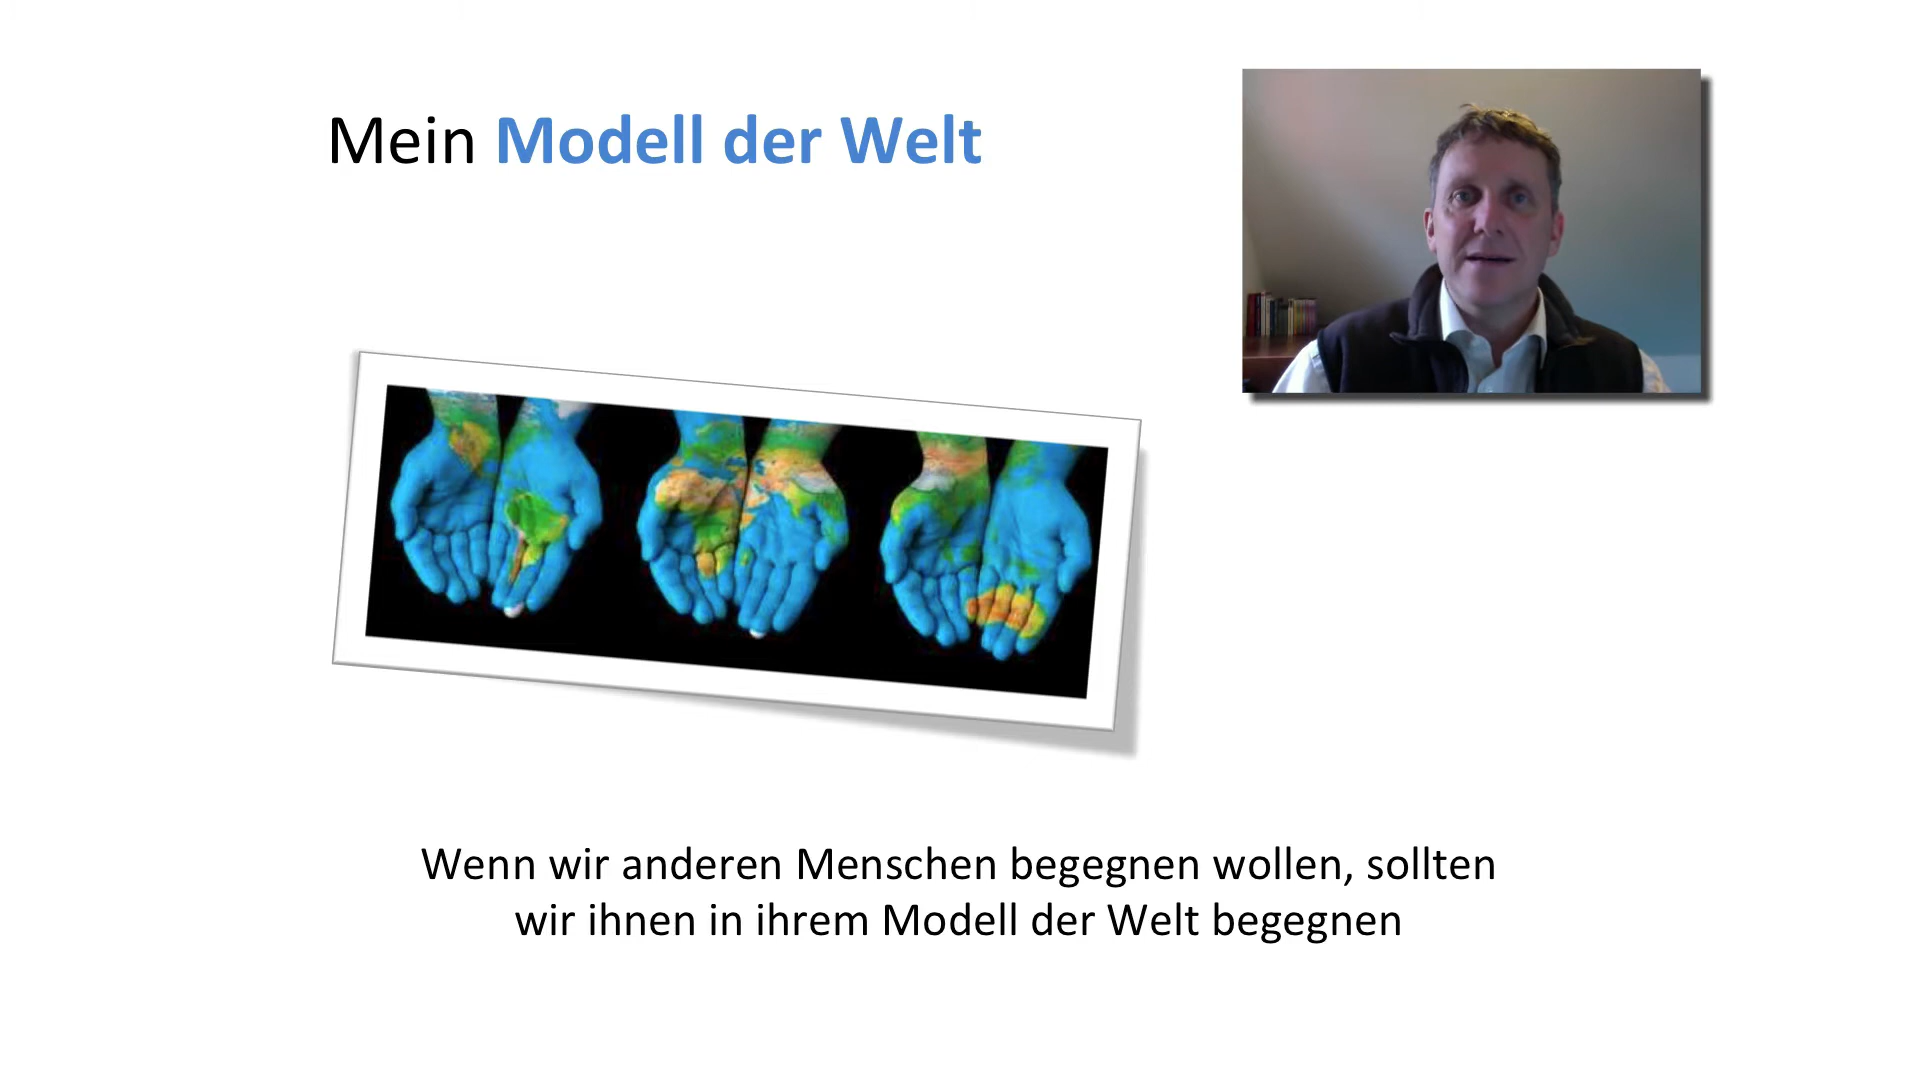 Mein Modell der Welt
Wenn wir anderen Menschen begegnen wollen, sollten
wir ihnen in ihrem Modell der Welt begegnen